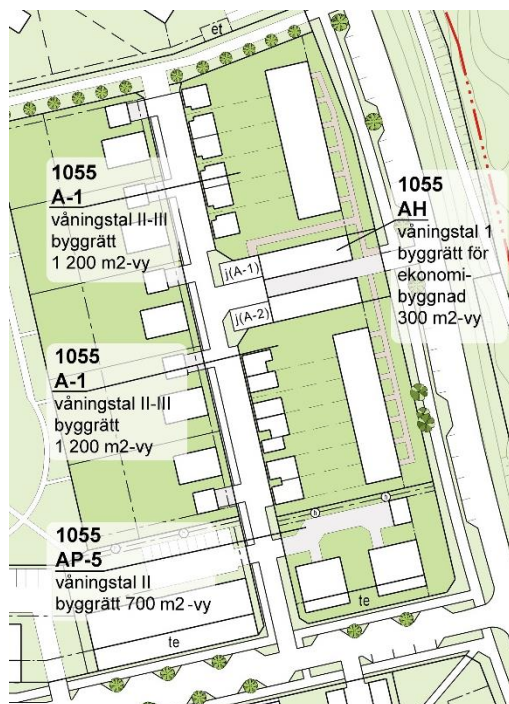 et
1055
A-1
våningstal II-III
byggrätt
1 200 m2-vy
1055
AH
våningstal 1
byggrätt för
ekonomi-
byggnad
300 m2-vy
j(A-1)
j(A-2)
1055
A-1
våningstal II-III
byggrätt
1 200 m2-vy
1055
AP-5
våningstal II
byggrätt 700 m2 -vy
te
te